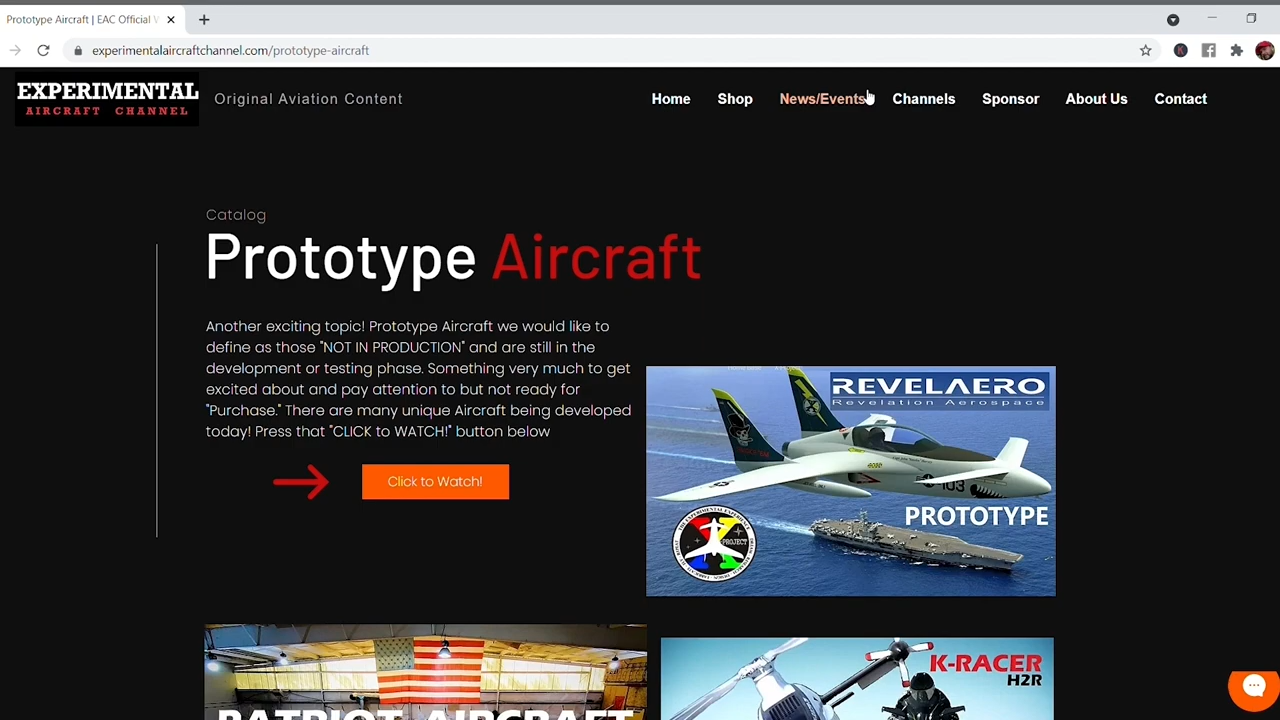 Prototype Aircraft | EAC Official W
experimentalaircraftchannel.com/prototype-aircraft
EXPERIMENTAL
AIRCRAFT CHANNEL
Original Aviation Content
Home Shop News/Events Channels Sponsor About Us Contact
Catalog
Prototype Aircraft
Another exciting topic! Prototype Aircraft we would like to
define as those "NOT IN PRODUCTION" and are still in the
development or testing phase. Something very much to get
excited about and pay attention to but not ready for
"Purchase." There are many unique Aircraft being developed
today! Press that "CLICK to WATCH!" button below
Click to Watch!
REVELAERO
Revelation Aerospace
103
PROTOTYPE
PROJECT
PATRIOT AIRCRAFT
K-RACER
H2R